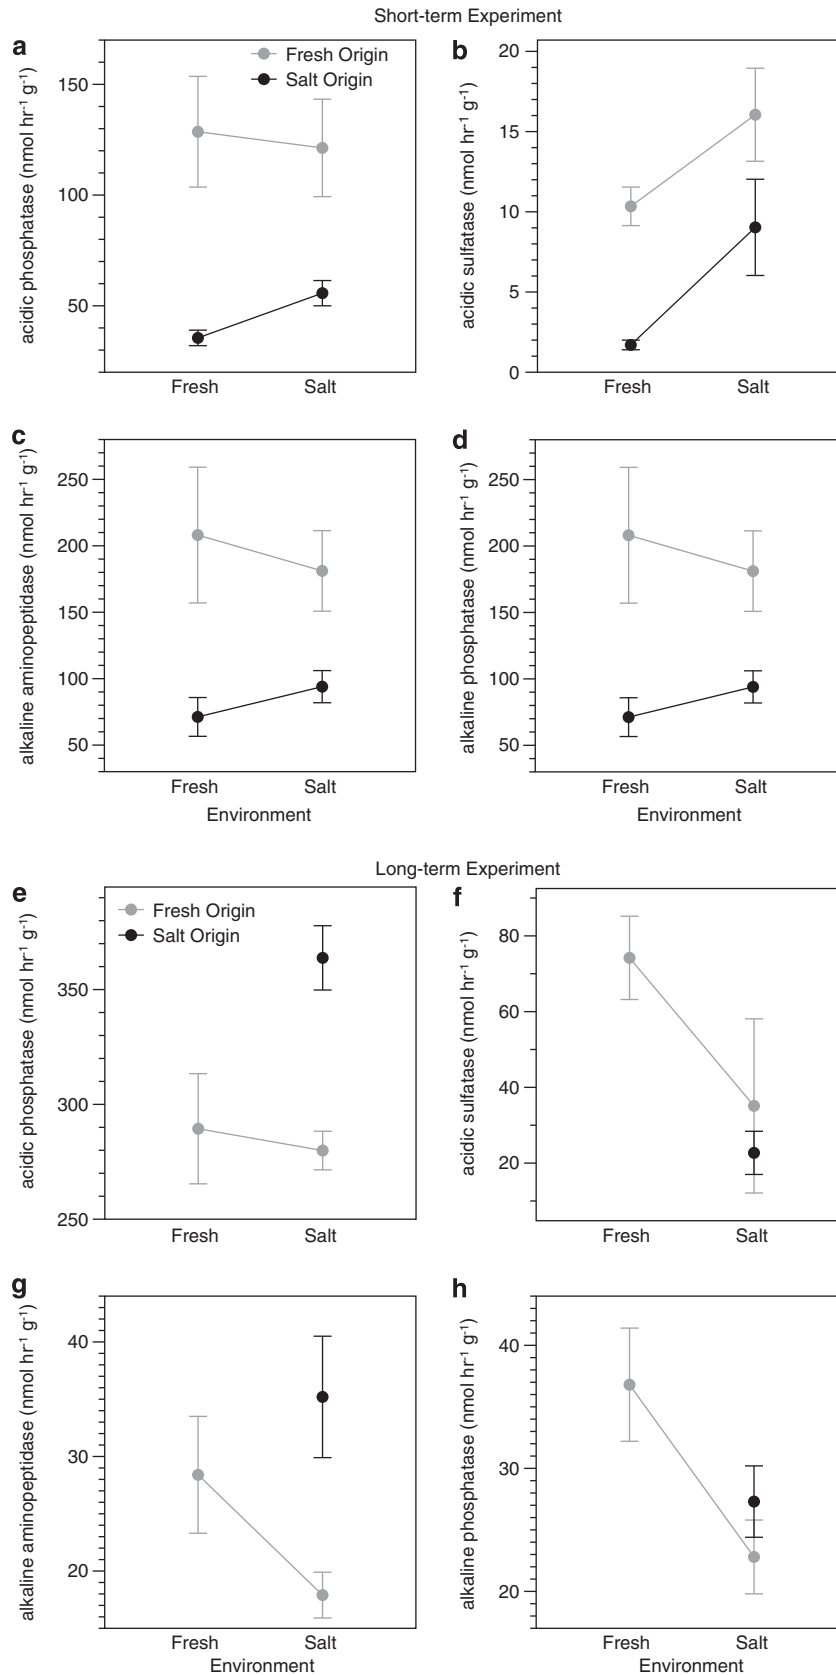 Short-term Experiment
a
acidic phosphatase (nmol hr-1 g-1)
150
100
50
Fresh Origin
Salt Origin
Fresh
Salt
b
acidic sulfatase (nmol hr-1 g-1)
20
15
10
5
0
Fresh
Salt
c
alkaline aminopeptidase (nmol hr-1 g-1)
250
200
150
100
50
Fresh
Salt
Environment
d
alkaline phosphatase (nmol hr-1 g-1)
250
200
150
100
50
Fresh
Salt
Environment
Long-term Experiment
e
acidic phosphatase (nmol hr-1 g-1)
350
300
250
Fresh Origin
Salt Origin
Fresh
Salt
f
acidic sulfatase (nmol hr-1 g-1)
80
60
40
20
Fresh
Salt
g
alkaline aminopeptidase (nmol hr-1 g-1)
40
30
20
Fresh
Salt
Environment
h
alkaline phosphatase (nmol hr-1 g-1)
40
30
20
Fresh
Salt
Environment